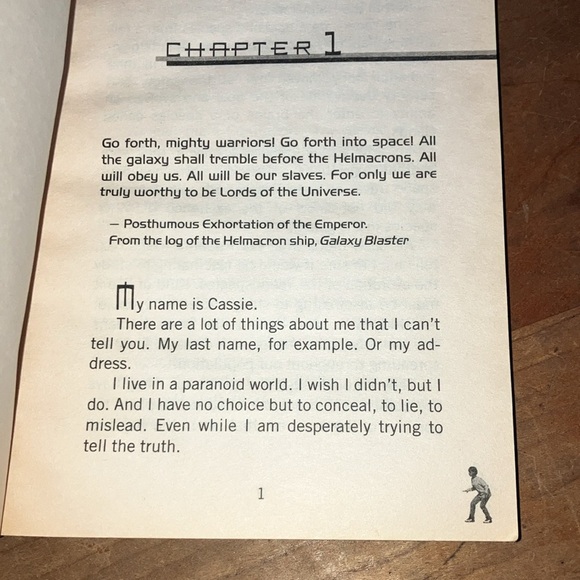 CHAPTER 1
Go forth, mighty warriors! Go forth into space! All
the galaxy shall tremble before the Helmacrons. All
will obey us. All will be our slaves. For only we are
truly worthy to be Lords of the Universe.
— Posthumous Exhortation of the Emperor.
From the log of the Helmacron ship, Galaxy Blaster
My name is Cassie.
There are a lot of things about me that I can't
tell you. My last name, for example. Or my ad-
dress.
I live in a paranoid world. I wish I didn't, but I
do. And I have no choice but to conceal, to lie, to
mislead. Even while I am desperately trying to
tell the truth.
1